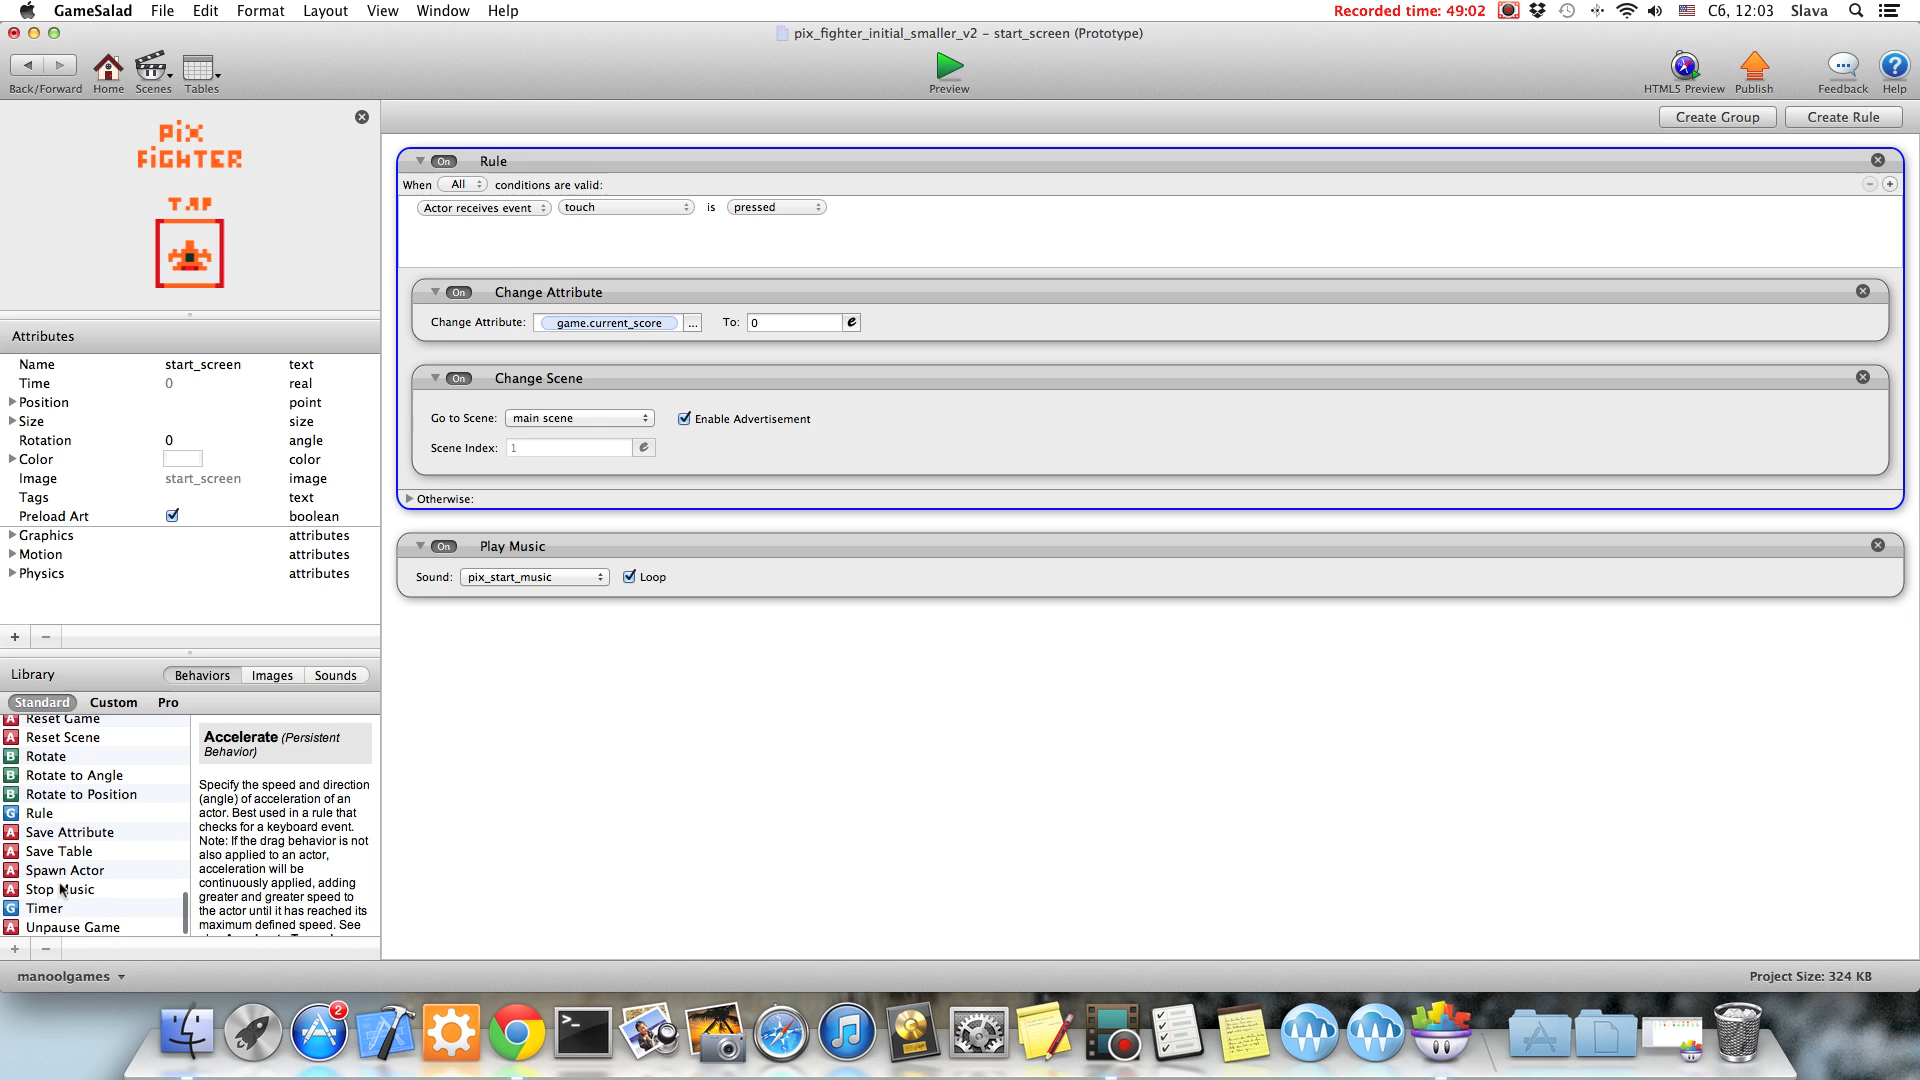 GameSalad File Edit Format Layout View Window Help
Recorded time: 49:02 C6, 12:03 Slava
pix_fighter_initial_smaller_v2 – start_screen (Prototype)
Back/Forward Home Scenes Tables Preview HTML5 Preview Publish Feedback Help
Create Group Create Rule
PIX
FIGHTER
TAP
Attributes
Name start_screen text
Time 0 real
Position point
Size size
Rotation 0 angle
Color color
Image start_screen image
Tags text
Preload Art boolean
Graphics attributes
Motion attributes
Physics attributes
+ −
Library Behaviors Images Sounds
Standard Custom Pro
A Reset Game
A Reset Scene
B Rotate
B Rotate to Angle
B Rotate to Position
G Rule
A Save Attribute
A Save Table
A Spawn Actor
A Stop Music
G Timer
A Unpause Game
Accelerate (Persistent
Behavior)
Specify the speed and direction
(angle) of acceleration of an
actor. Best used in a rule that
checks for a keyboard event.
Note: If the drag behavior is not
also applied to an actor,
acceleration will be
continuously applied, adding
greater and greater speed to
the actor until it has reached its
maximum defined speed. See
+ −
On Rule
When All conditions are valid:
Actor receives event touch is pressed
On Change Attribute
Change Attribute: game.current_score ... To: 0 e
On Change Scene
Go to Scene: main scene Enable Advertisement
Scene Index: 1 e
Otherwise:
On Play Music
Sound: pix_start_music Loop
manoolgames Project Size: 324 KB
2